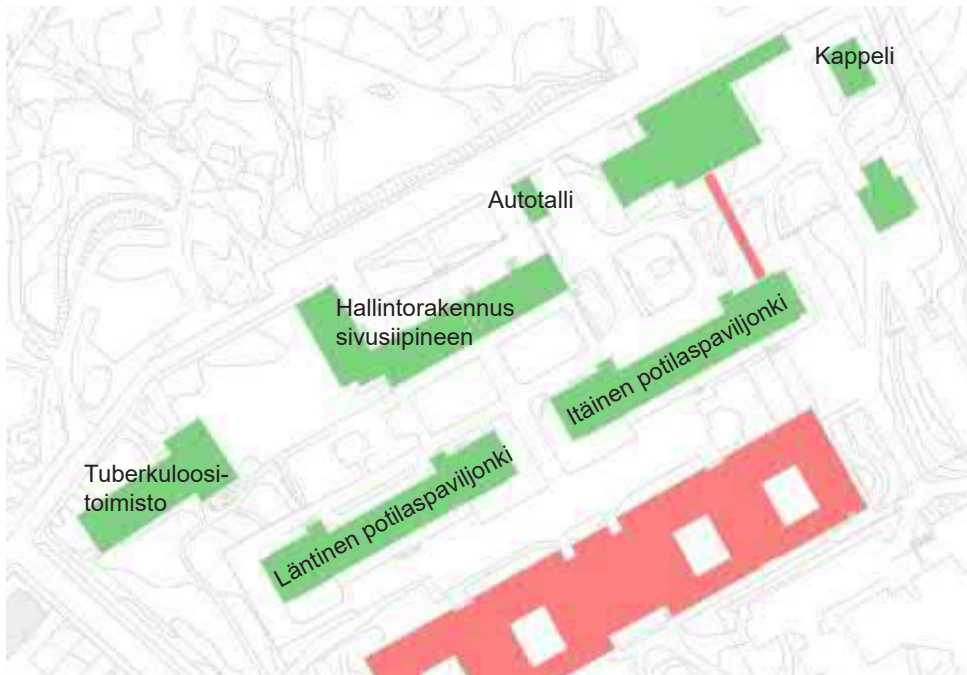 Kappeli
Autotalli
Hallintorakennus
sivusiipineen
Itäinen potilaspaviljonki
Tuberkuloosi-
toimisto
Läntinen potilaspaviljonki